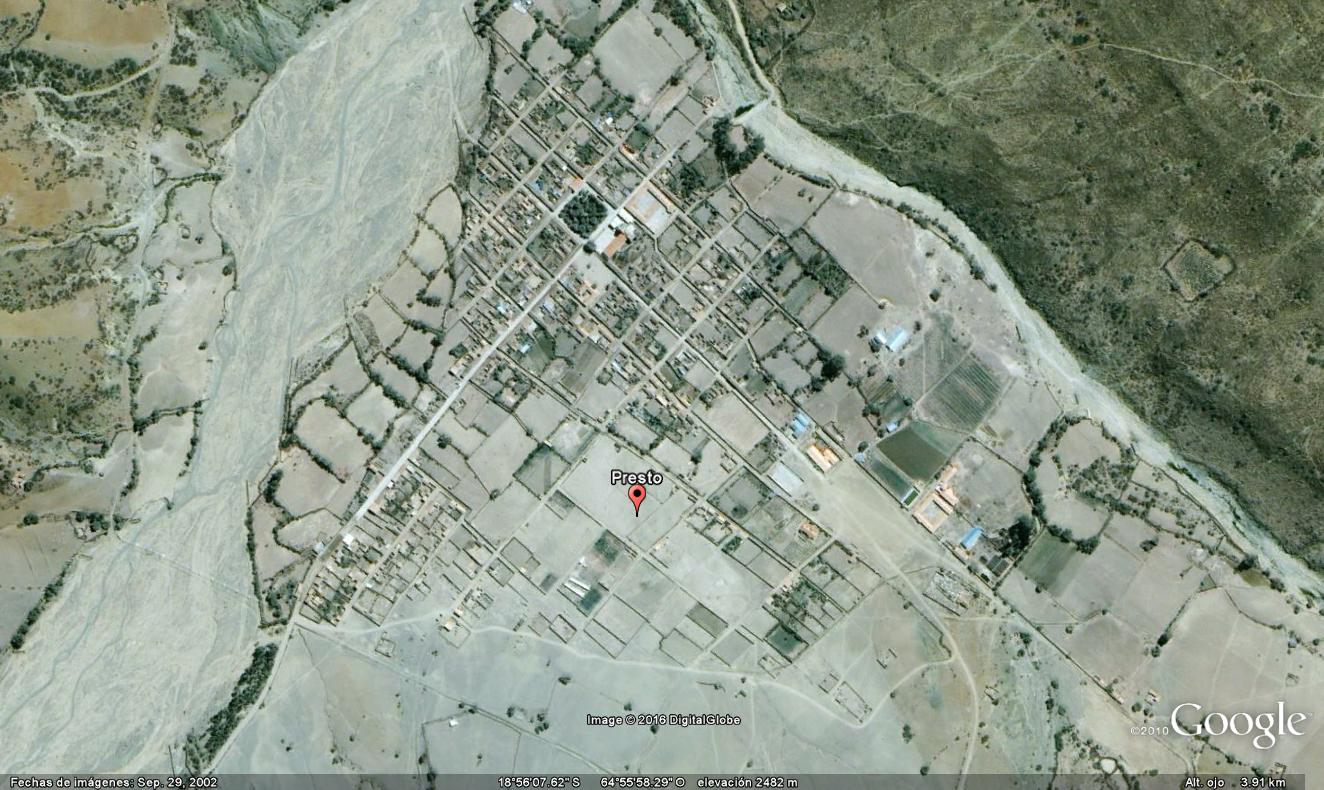 Presto
Image © 2016 DigitalGlobe
©2010 Google
Fechas de imágenes: Sep. 29, 2002 18°56'07.62" S 64°55'58.29" O elevación 2482 m Alt. ojo 3.91 km